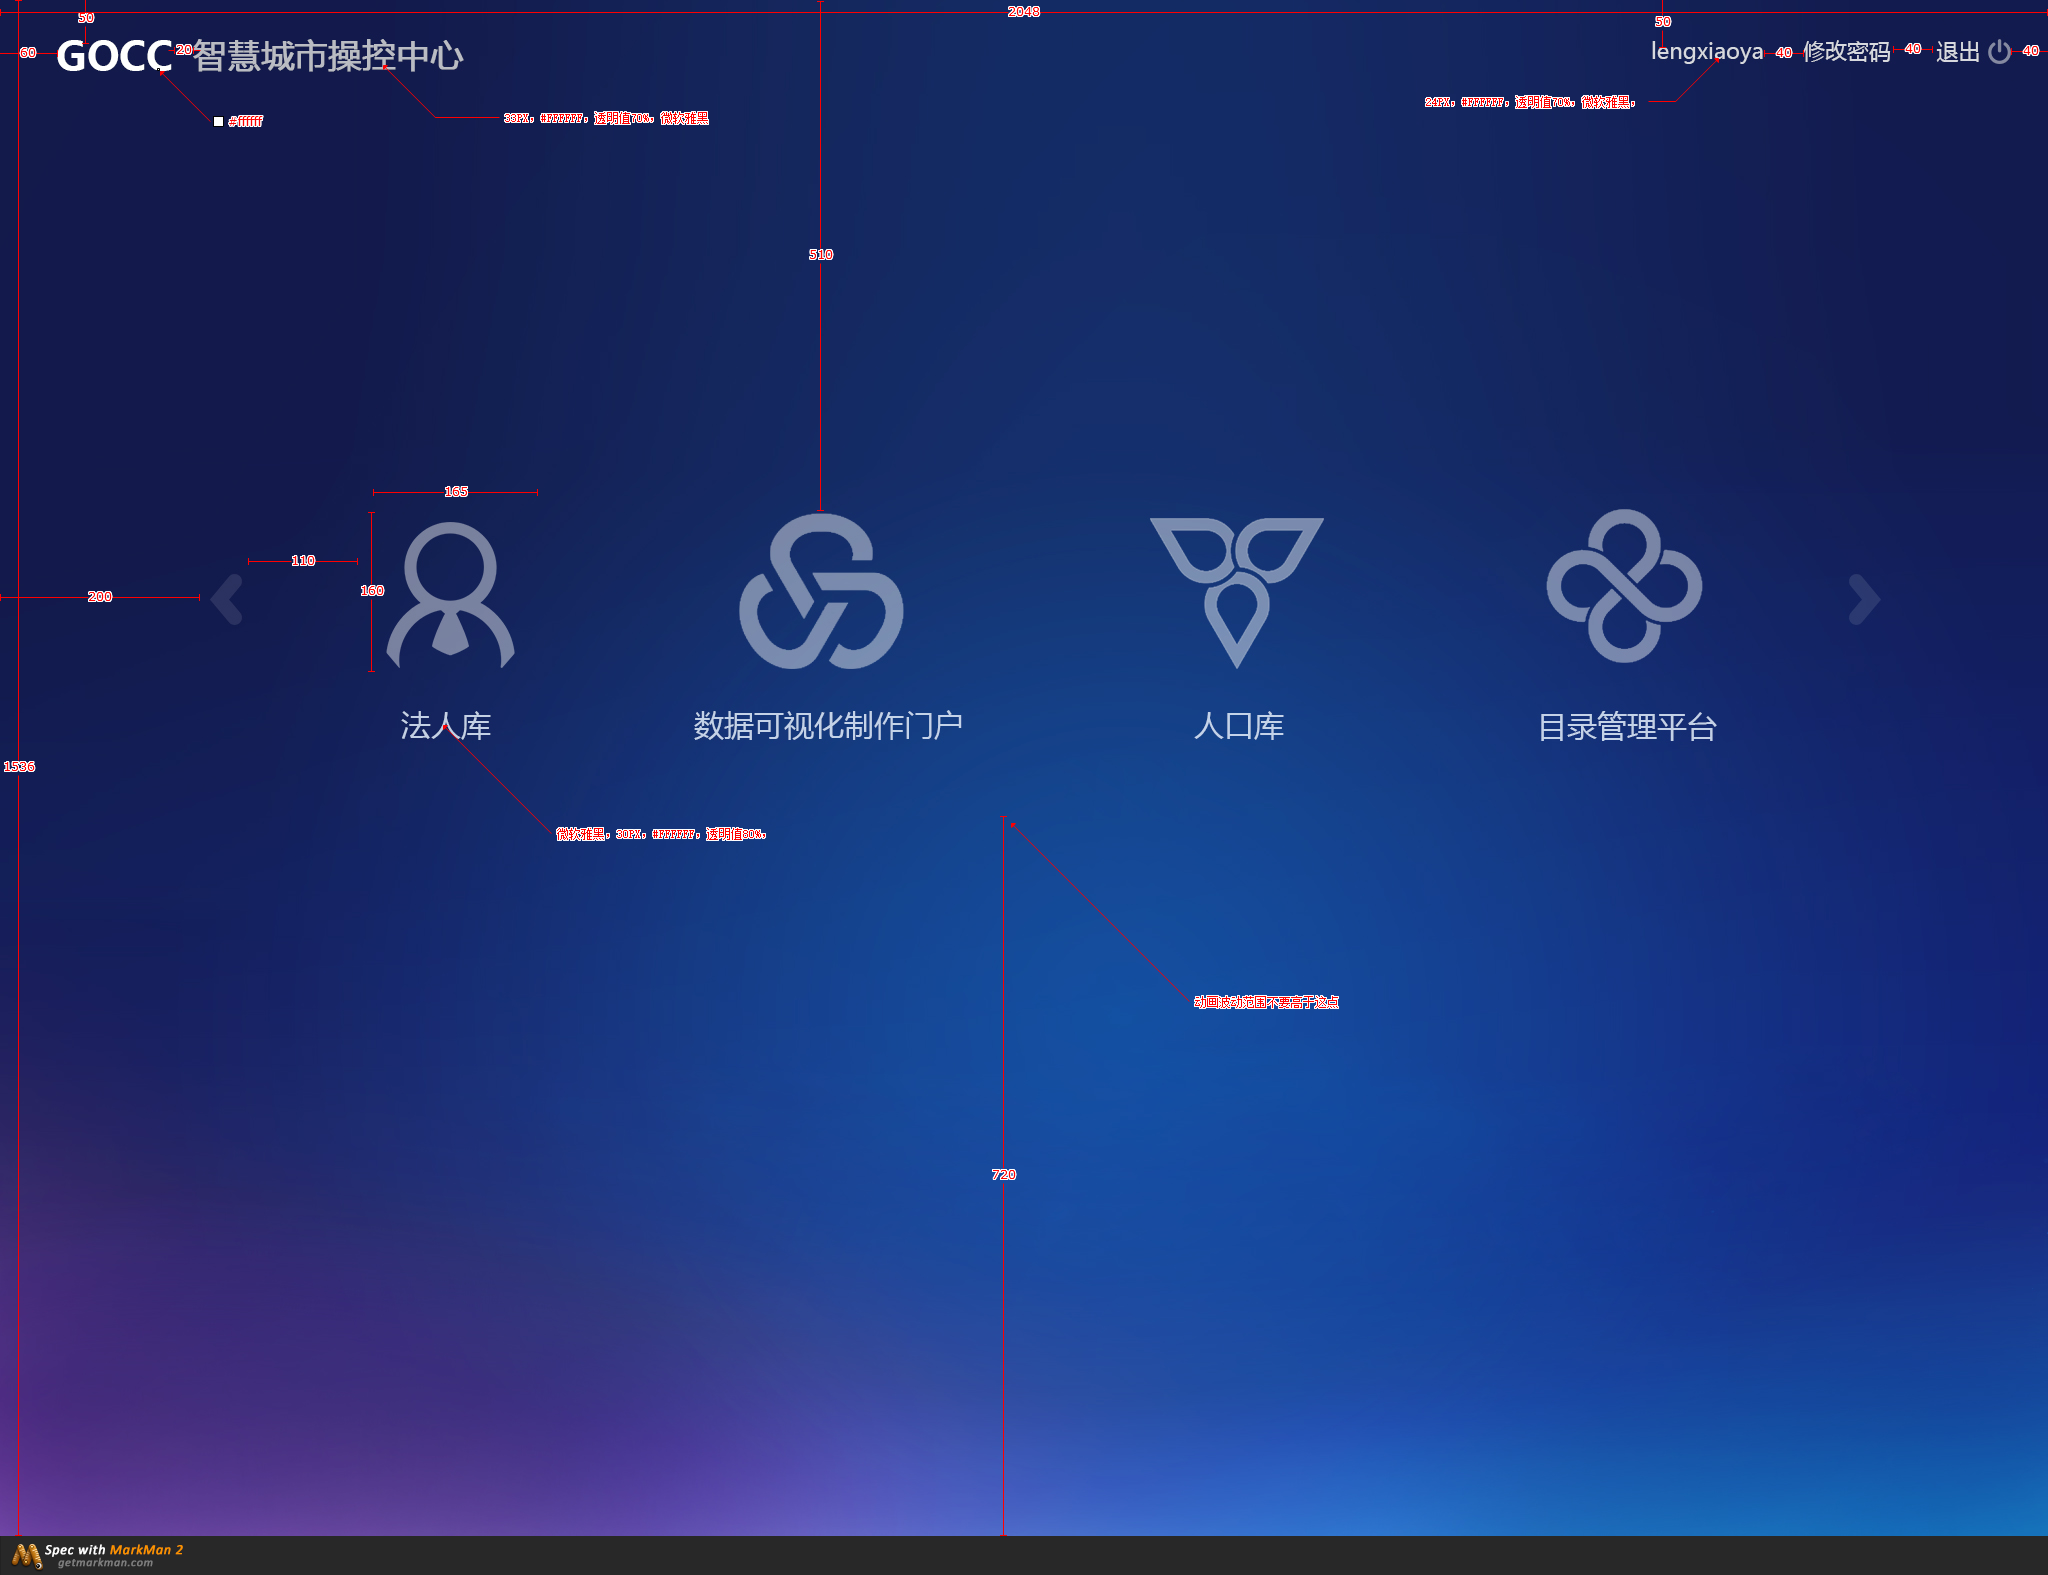 2048
50
50
60
GOCC
20
智慧城市操控中心
lengxiaoya
40
修改密码
40
退出
40
#ffffff
33PX，#FFFFFF，透明值70%，微软雅黑
24PX，#FFFFFF，透明值70%，微软雅黑，
510
165
110
160
200
法人库
数据可视化制作门户
人口库
目录管理平台
1536
微软雅黑，30PX，#FFFFFF，透明值80%，
动画波动范围不要高于这点
720
Spec with MarkMan 2
getmarkman.com